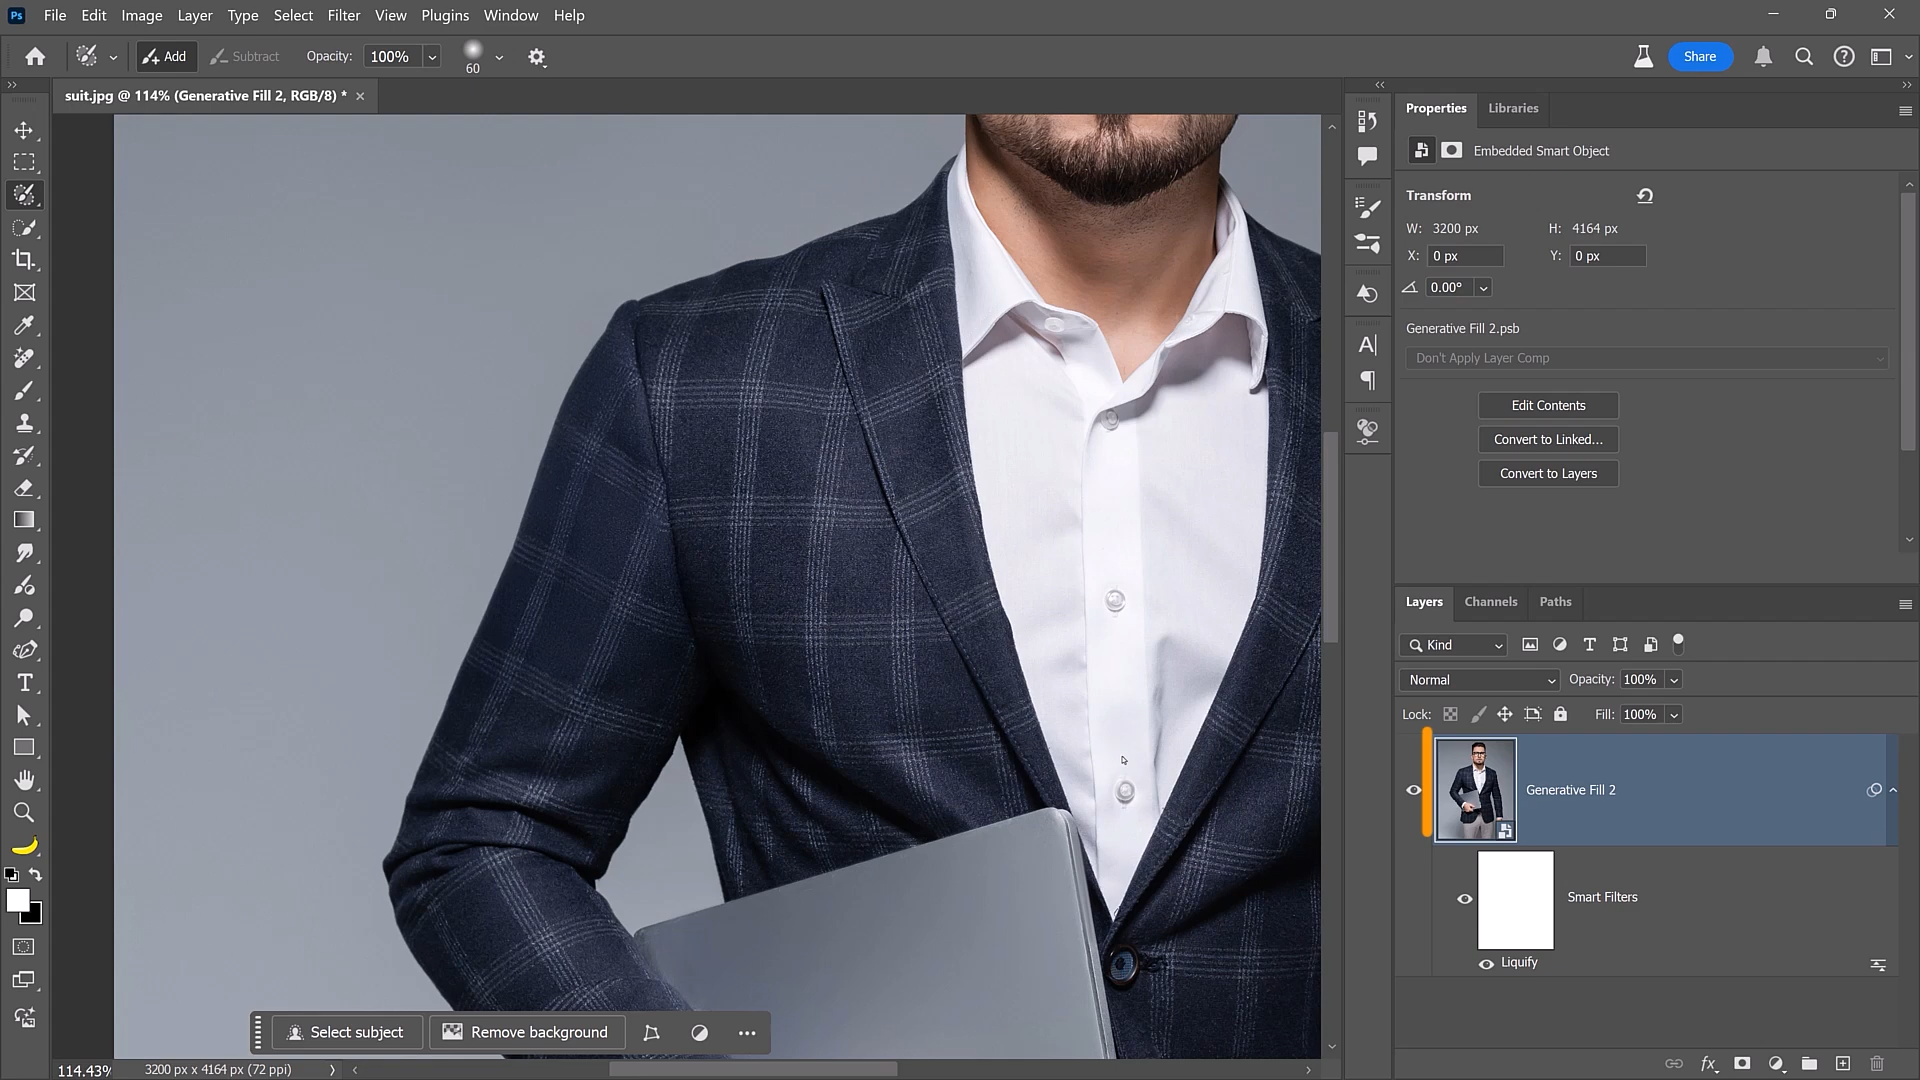 Ps File Edit Image Layer Type Select Filter View Plugins Window Help
Add Subtract Opacity: 100% 60 Share
suit.jpg @ 114% (Generative Fill 2, RGB/8) *
Properties Libraries
Embedded Smart Object
Transform
W: 3200 px H: 4164 px
X: 0 px Y: 0 px
0.00°
Generative Fill 2.psb
Don't Apply Layer Comp
Edit Contents
Convert to Linked...
Convert to Layers
Layers Channels Paths
Kind
Normal Opacity: 100%
Lock: Fill: 100%
Generative Fill 2
Smart Filters
Liquify
Select subject Remove background
114.43% 3200 px x 4164 px (72 ppi)